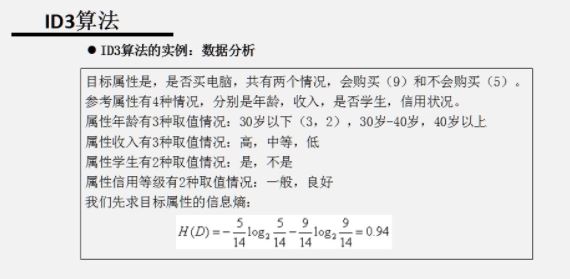 ID3算法
● ID3算法的实例：数据分析
目标属性是，是否买电脑，共有两个情况，会购买（9）和不会购买（5）。
参考属性有4种情况，分别是年龄，收入，是否学生，信用状况。
属性年龄有3种取值情况：30岁以下（3，2），30岁-40岁，40岁以上
属性收入有3种取值情况：高，中等，低
属性学生有2种取值情况：是，不是
属性信用等级有2种取值情况：一般，良好
我们先求目标属性的信息熵：
H(D)=-5/14 log₂ 5/14 - 9/14 log₂ 9/14 = 0.94